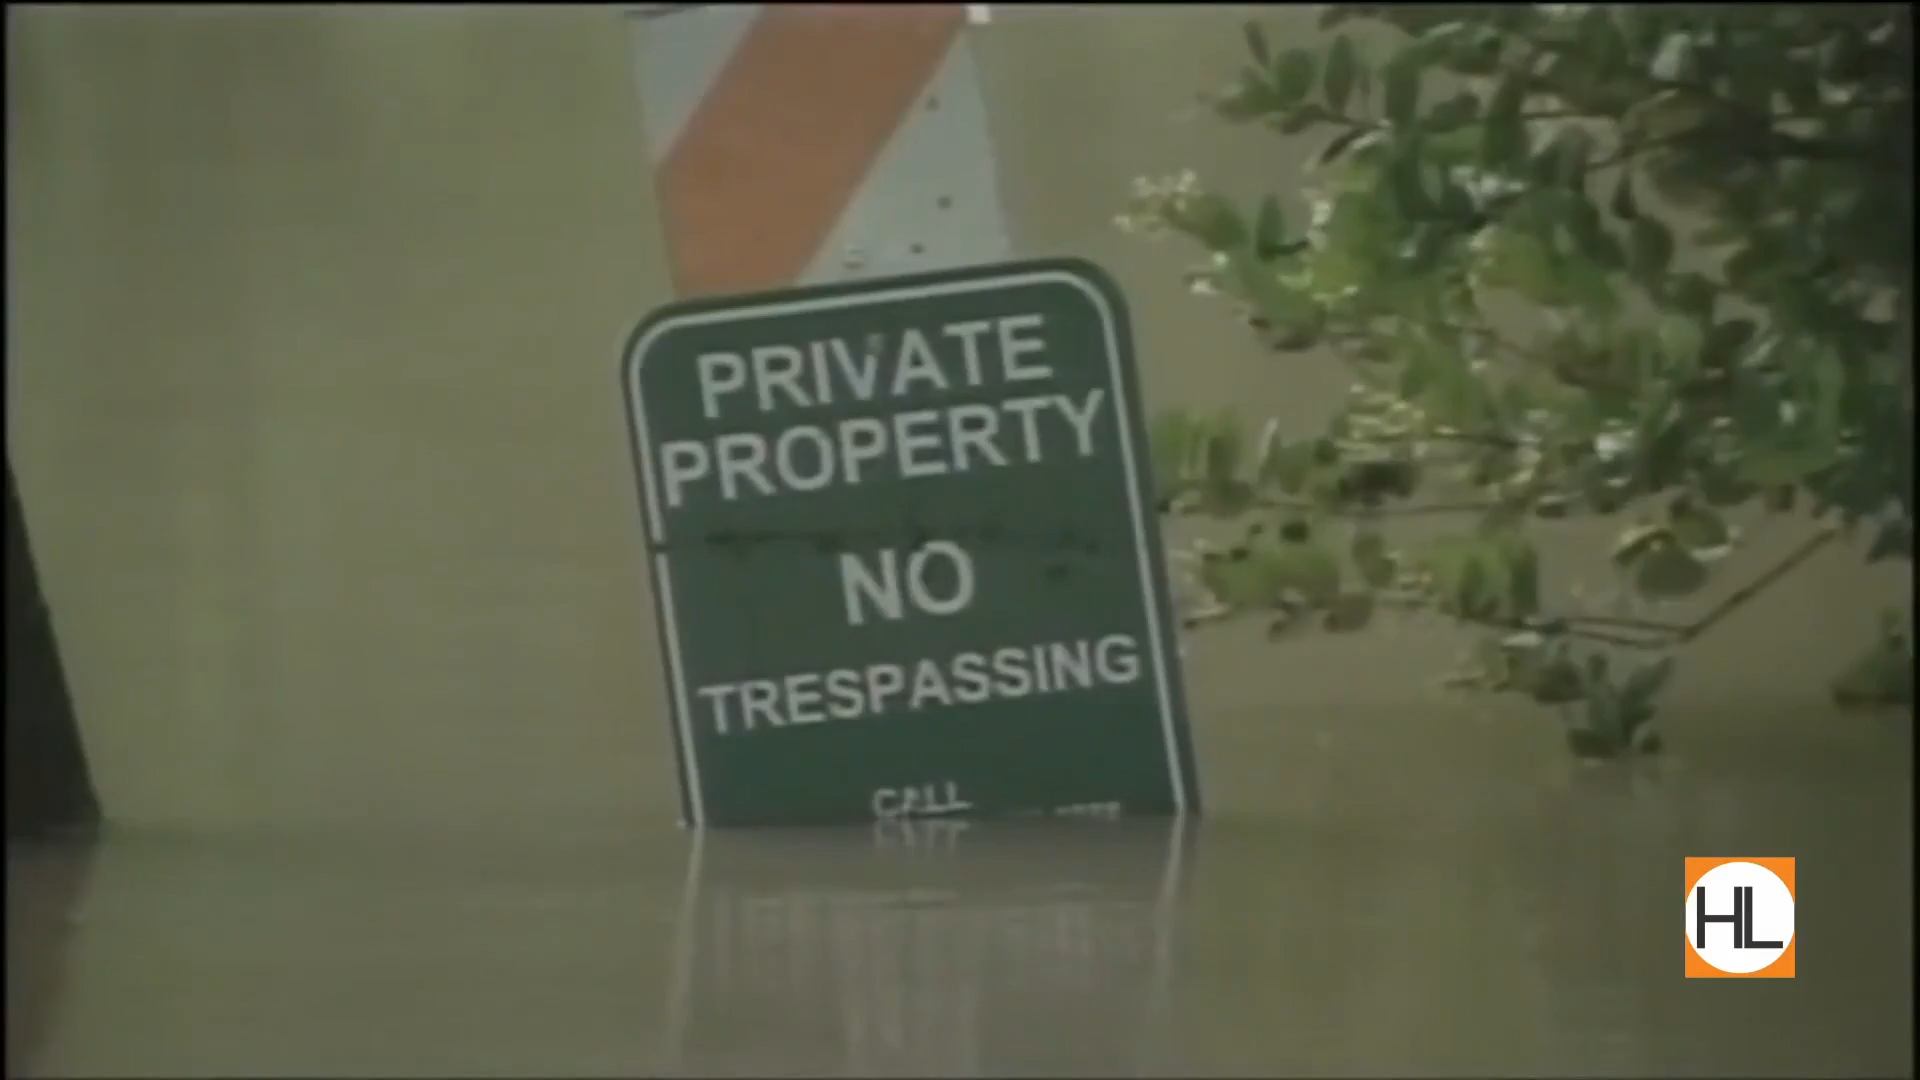 PRIVATE
PROPERTY
NO
TRESPASSING
CALL
HL